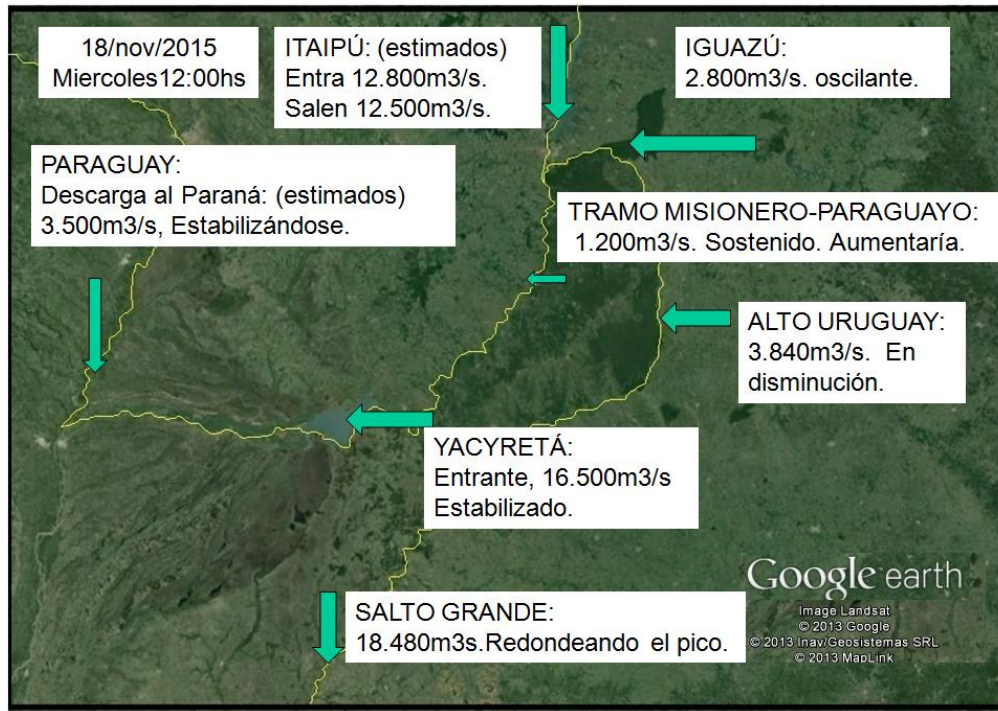 18/nov/2015
Miercoles12:00hs
ITAIPÚ: (estimados)
Entra 12.800m3/s.
Salen 12.500m3/s.
IGUAZÚ:
2.800m3/s. oscilante.
PARAGUAY:
Descarga al Paraná: (estimados)
3.500m3/s, Estabilizándose.
TRAMO MISIONERO-PARAGUAYO:
1.200m3/s. Sostenido. Aumentaría.
ALTO URUGUAY:
3.840m3/s. En
disminución.
YACYRETÁ:
Entrante, 16.500m3/s
Estabilizado.
SALTO GRANDE:
18.480m3s.Redondeando el pico.
Google earth
Image Landsat
© 2013 Google
© 2013 Inav/Geosistemas SRL
© 2013 MapLink